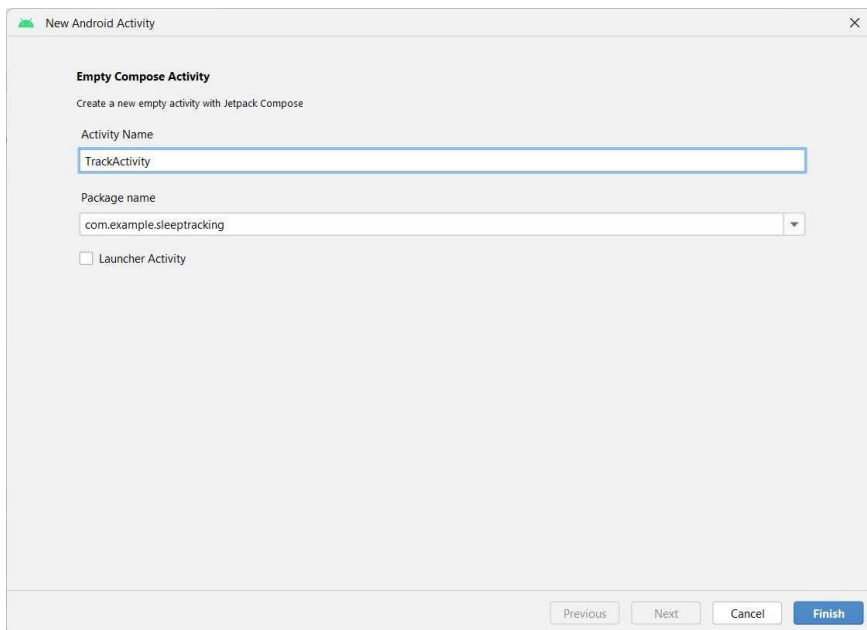 New Android Activity
Empty Compose Activity
Create a new empty activity with Jetpack Compose
Activity Name
TrackActivity
Package name
com.example.sleeptracking
Launcher Activity
Previous Next Cancel Finish